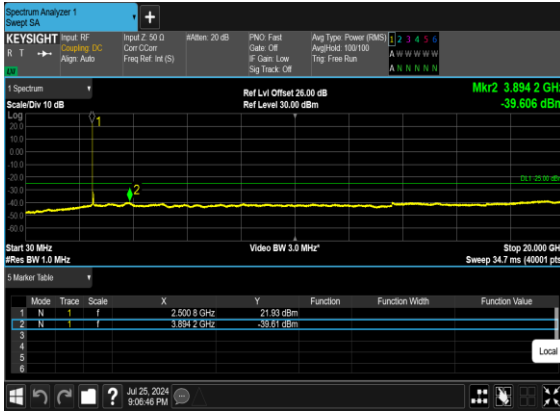 Spectrum Analyzer 1
Swept SA
+
KEYSIGHT Input: RF Input Z: 50 Ω #Atten: 20 dB PNO: Fast Avg Type: Power (RMS) 1 2 3 4 5 6
R T Coupling: DC Corr CCorr Gate: Off Avg|Hold: 100/100 A W W W W W
Align: Auto Freq Ref: Int (S) IF Gain: Low Trig: Free Run
LXI Sig Track: Off A N N N N N
1 Spectrum Ref Lvl Offset 26.00 dB Mkr2 3.894 2 GHz
Scale/Div 10 dB Ref Level 30.00 dBm -39.606 dBm
Log
20.0 1
10.0
0.00
-10.0
-20.0 DL1 -25.00 dBm
-30.0 2
-40.0
-50.0
-60.0
Start 30 MHz Video BW 3.0 MHz* Stop 20.000 GHz
#Res BW 1.0 MHz Sweep 34.7 ms (40001 pts)
5 Marker Table
Mode Trace Scale X Y Function Function Width Function Value
1 N 1 f 2.500 8 GHz 21.93 dBm
2 N 1 f 3.894 2 GHz -39.61 dBm
3
4
5
6
Local
? Jul 25, 2024
9:06:46 PM